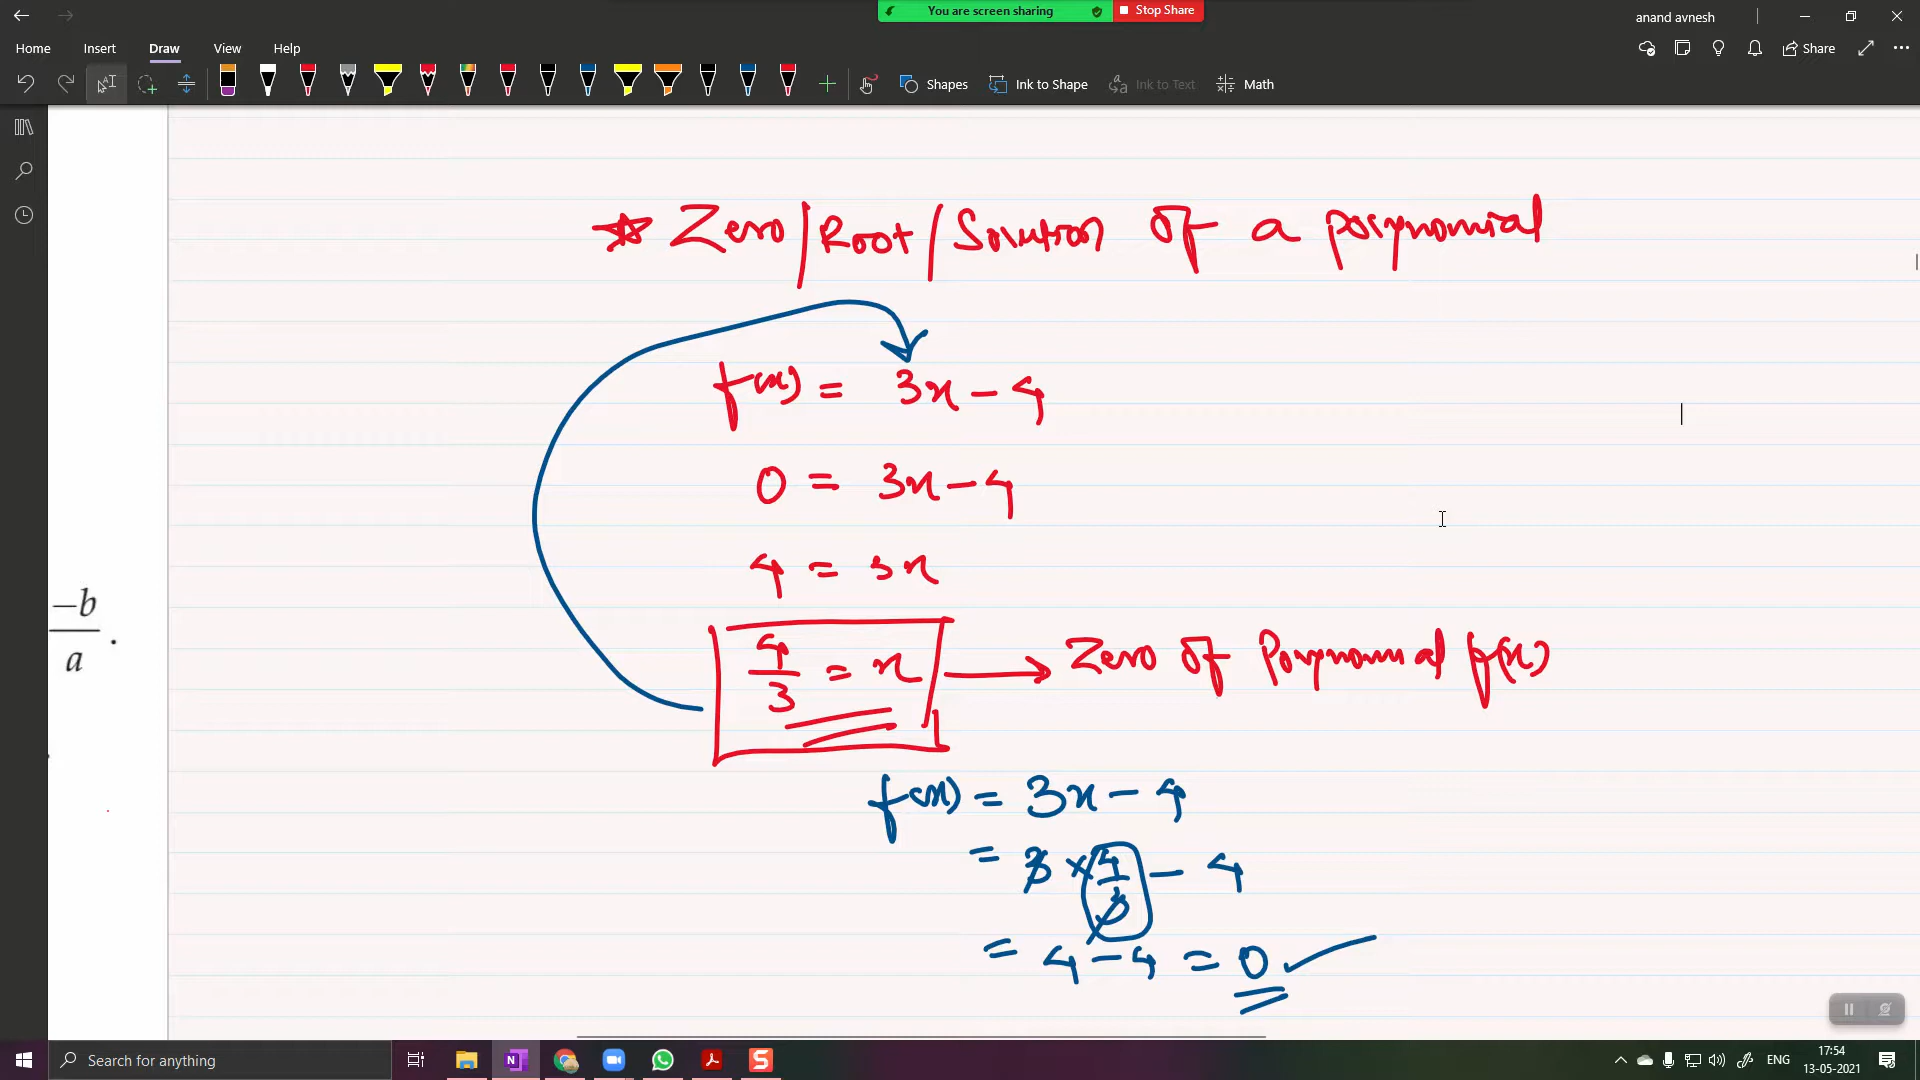 You are screen sharing Stop Share
anand avnesh
Home Insert Draw View Help
Share
Shapes Ink to Shape Ink to Text Math
☆ Zero/Root/Solution of a polynomial
f(x) = 3x - 4
0 = 3x - 4
4 = 3x
4/3 = x → Zero of Polynomial f(x)
-b/a .
f(x) = 3x - 4
= 3 × 4/3 - 4
= 4 - 4 = 0 ✓
Search for anything
ENG
17:54
13-05-2021